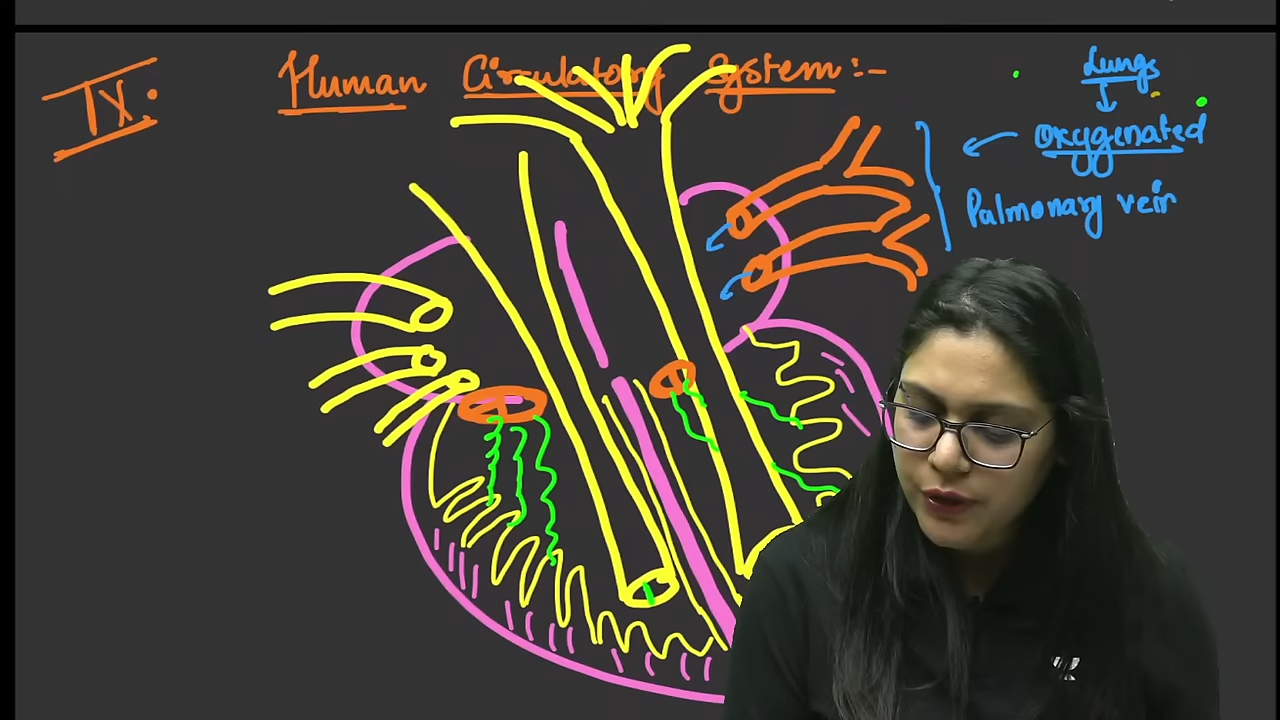 IX.
Human Circulatory System :-
Lungs
Oxygenated
Pulmonary vein